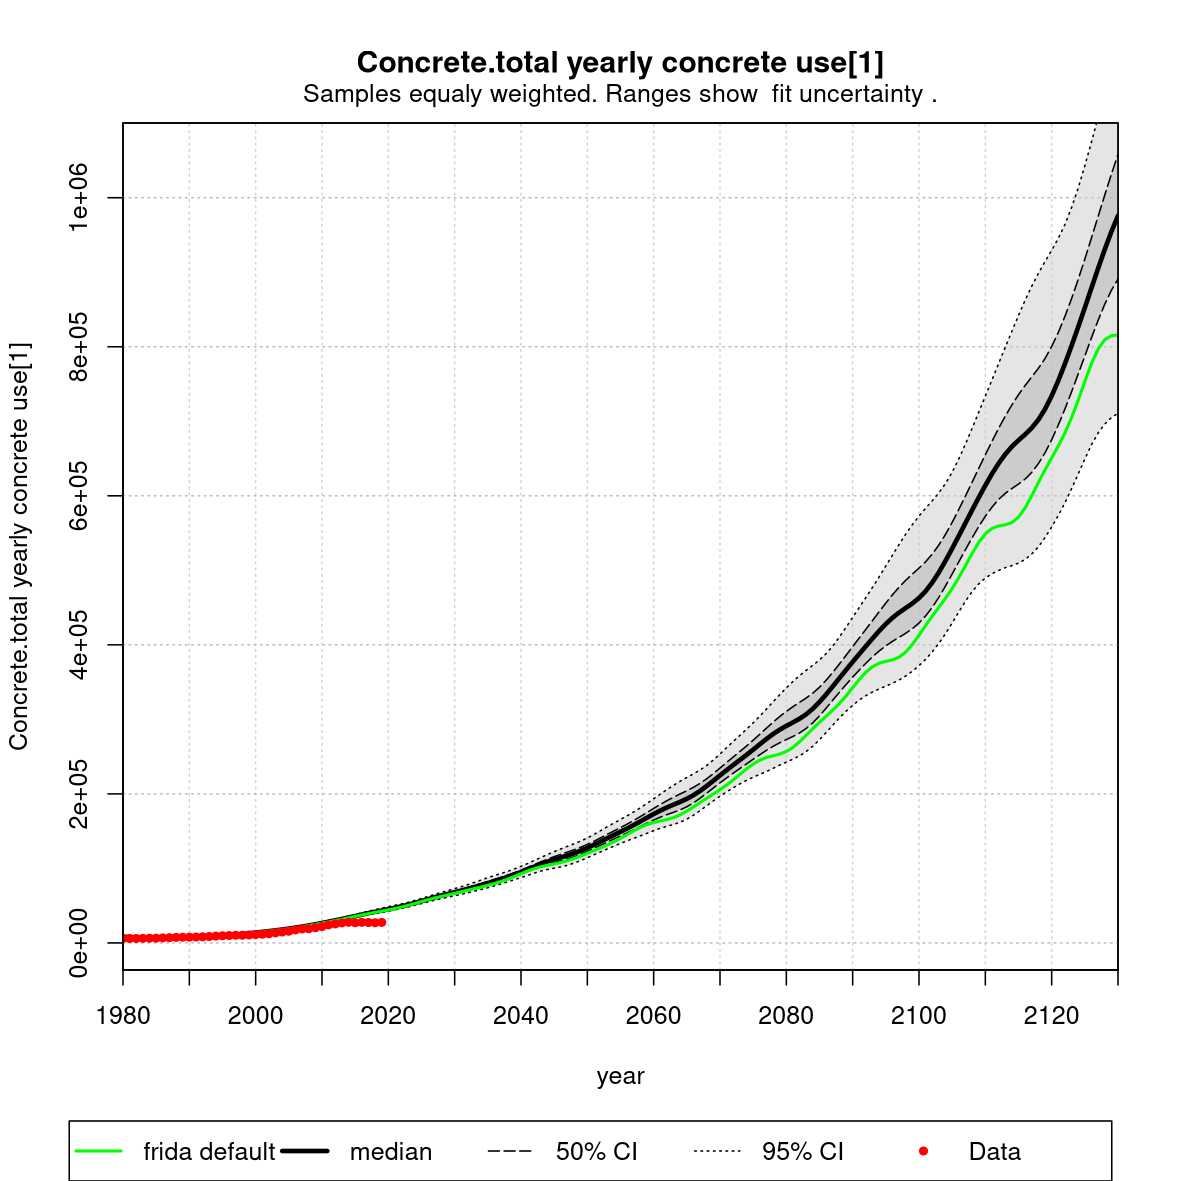 Concrete.total yearly concrete use[1]
Samples equaly weighted. Ranges show  fit uncertainty .
Concrete.total yearly concrete use[1]
1e+06
8e+05
6e+05
4e+05
2e+05
0e+00
1980 2000 2020 2040 2060 2080 2100 2120
year
frida default median 50% CI 95% CI Data